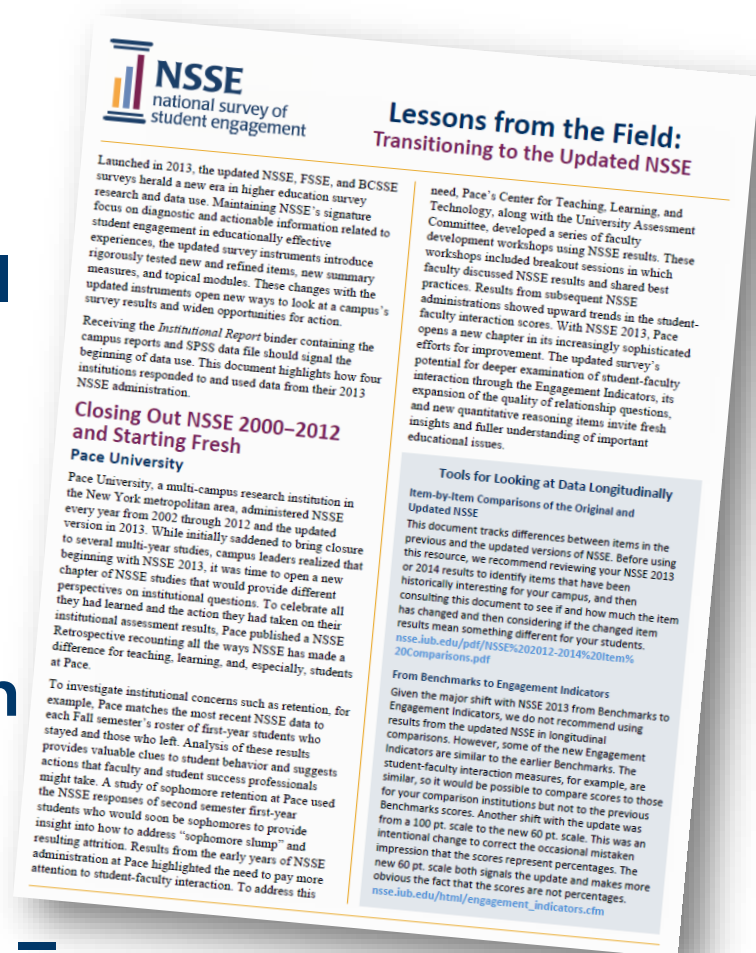 NSSE
national survey of
student engagement
Lessons from the Field:
Transitioning to the Updated NSSE
Launched in 2013, the updated NSSE, FSSE, and BCSSE
surveys herald a new era in higher education survey
research and data use. Maintaining NSSE's signature
focus on diagnostic and actionable information related to
student engagement in educationally effective
experiences, the updated survey instruments introduce
rigorously tested new and refined items, new summary
measures, and topical modules. These changes with the
updated instruments open new ways to look at a campus's
survey results and widen opportunities for action.
Receiving the Institutional Report binder containing the
campus reports and SPSS data file should signal the
beginning of data use. This document highlights how four
institutions responded to and used data from their 2013
NSSE administration.
Closing Out NSSE 2000–2012
and Starting Fresh
Pace University
Pace University, a multi-campus research institution in
the New York metropolitan area, administered NSSE
every year from 2002 through 2012 and the updated
version in 2013. While initially saddened to bring closure
to several multi-year studies, campus leaders realized that
beginning with NSSE 2013, it was time to open a new
chapter of NSSE studies that would provide different
perspectives on institutional questions. To celebrate all
they had learned and the action they had taken on their
institutional assessment results, Pace published a NSSE
Retrospective recounting all the ways NSSE has made a
difference for teaching, learning, and, especially, students
at Pace.
To investigate institutional concerns such as retention, for
example, Pace matches the most recent NSSE data to
each Fall semester's roster of first-year students who
stayed and those who left. Analysis of these results
provides valuable clues to student behavior and suggests
actions that faculty and student success professionals
might take. A study of sophomore retention at Pace used
the NSSE responses of second semester first-year
students who would soon be sophomores to provide
insight into how to address "sophomore slump" and
resulting attrition. Results from the early years of NSSE
administration at Pace highlighted the need to pay more
attention to student-faculty interaction. To address this
need, Pace's Center for Teaching, Learning, and
Technology, along with the University Assessment
Committee, developed a series of faculty
development workshops using NSSE results. These
workshops included breakout sessions in which
faculty discussed NSSE results and shared best
practices. Results from subsequent NSSE
administrations showed upward trends in the student-
faculty interaction scores. With NSSE 2013, Pace
opens a new chapter in its increasingly sophisticated
efforts for improvement. The updated survey's
potential for deeper examination of student-faculty
interaction through the Engagement Indicators, its
expansion of the quality of relationship questions,
and new quantitative reasoning items invite fresh
insights and fuller understanding of important
educational issues.
Tools for Looking at Data Longitudinally
Item-by-Item Comparisons of the Original and
Updated NSSE
This document tracks differences between items in the
previous and the updated versions of NSSE. Before using
this resource, we recommend reviewing your NSSE 2013
or 2014 results to identify items that have been
historically interesting for your campus, and then
consulting this document to see if and how much the item
has changed and then considering if the changed item
results mean something different for your students.
nsse.iub.edu/pdf/NSSE%202012-2014%20Item%
20Comparisons.pdf
From Benchmarks to Engagement Indicators
Given the major shift with NSSE 2013 from Benchmarks to
Engagement Indicators, we do not recommend using
results from the updated NSSE in longitudinal
comparisons. However, some of the new Engagement
Indicators are similar to the earlier Benchmarks. The
student-faculty interaction measures, for example, are
similar, so it would be possible to compare scores to those
for your comparison institutions but not to the previous
Benchmarks scores. Another shift with the update was
from a 100 pt. scale to the new 60 pt. scale. This was an
intentional change to correct the occasional mistaken
impression that the scores represent percentages. The
new 60 pt. scale both signals the update and makes more
obvious the fact that the scores are not percentages.
nsse.iub.edu/html/engagement_indicators.cfm